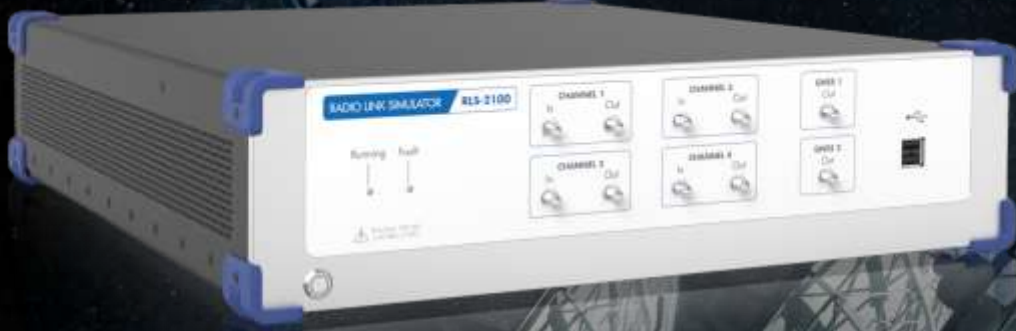 RADIO LINK SIMULATOR RLS-2100
Running Fault
CHANNEL 1
In Out
CHANNEL 2
In Out
GNSS 1
Out
CHANNEL 3
In Out
CHANNEL 4
In Out
GNSS 2
Out